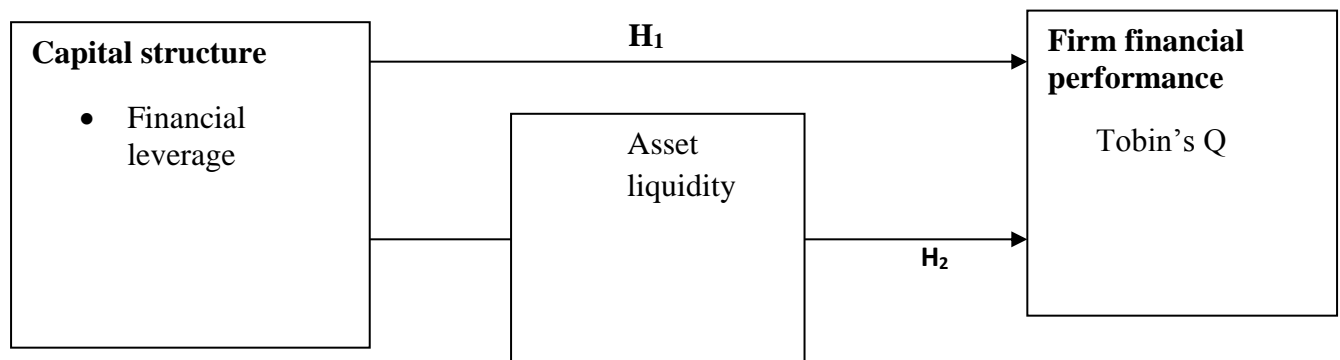 Capital structure
• Financial
leverage
H₁
Asset
liquidity
H₂
Firm financial
performance
Tobin’s Q